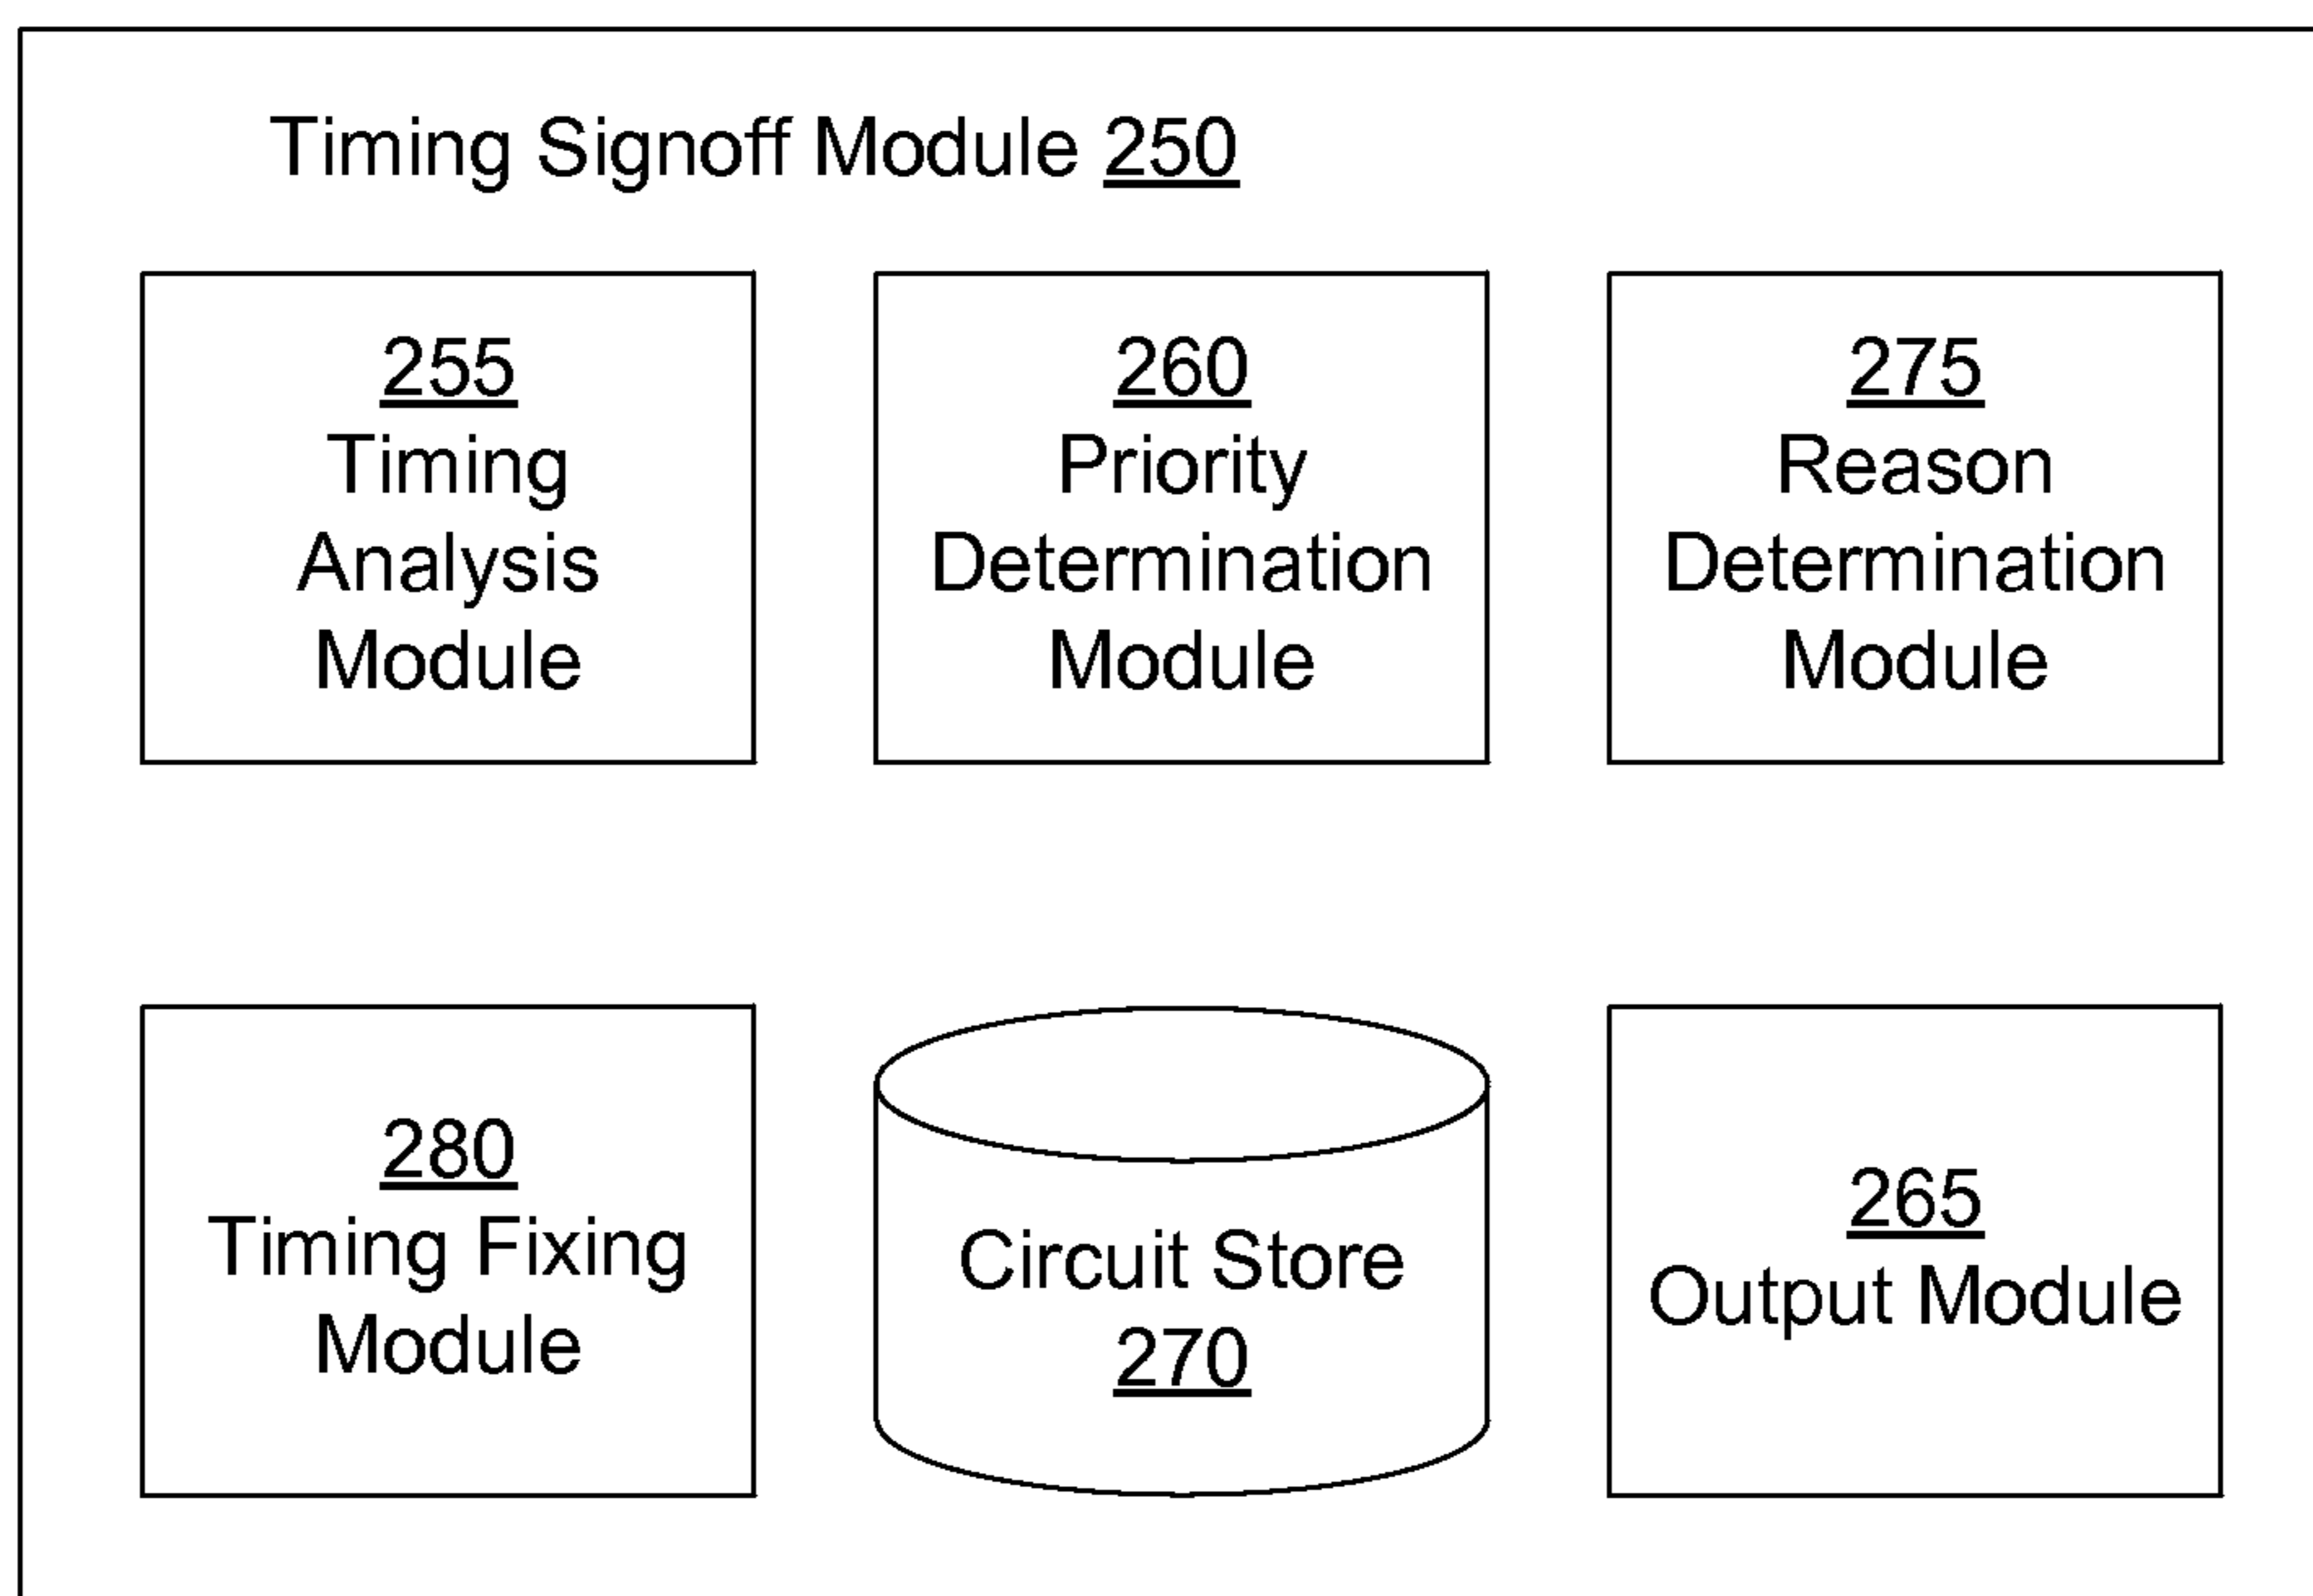 Timing Signoff Module 250
255
Timing
Analysis
Module
260
Priority
Determination
Module
275
Reason
Determination
Module
280
Timing Fixing
Module
Circuit Store
270
265
Output Module